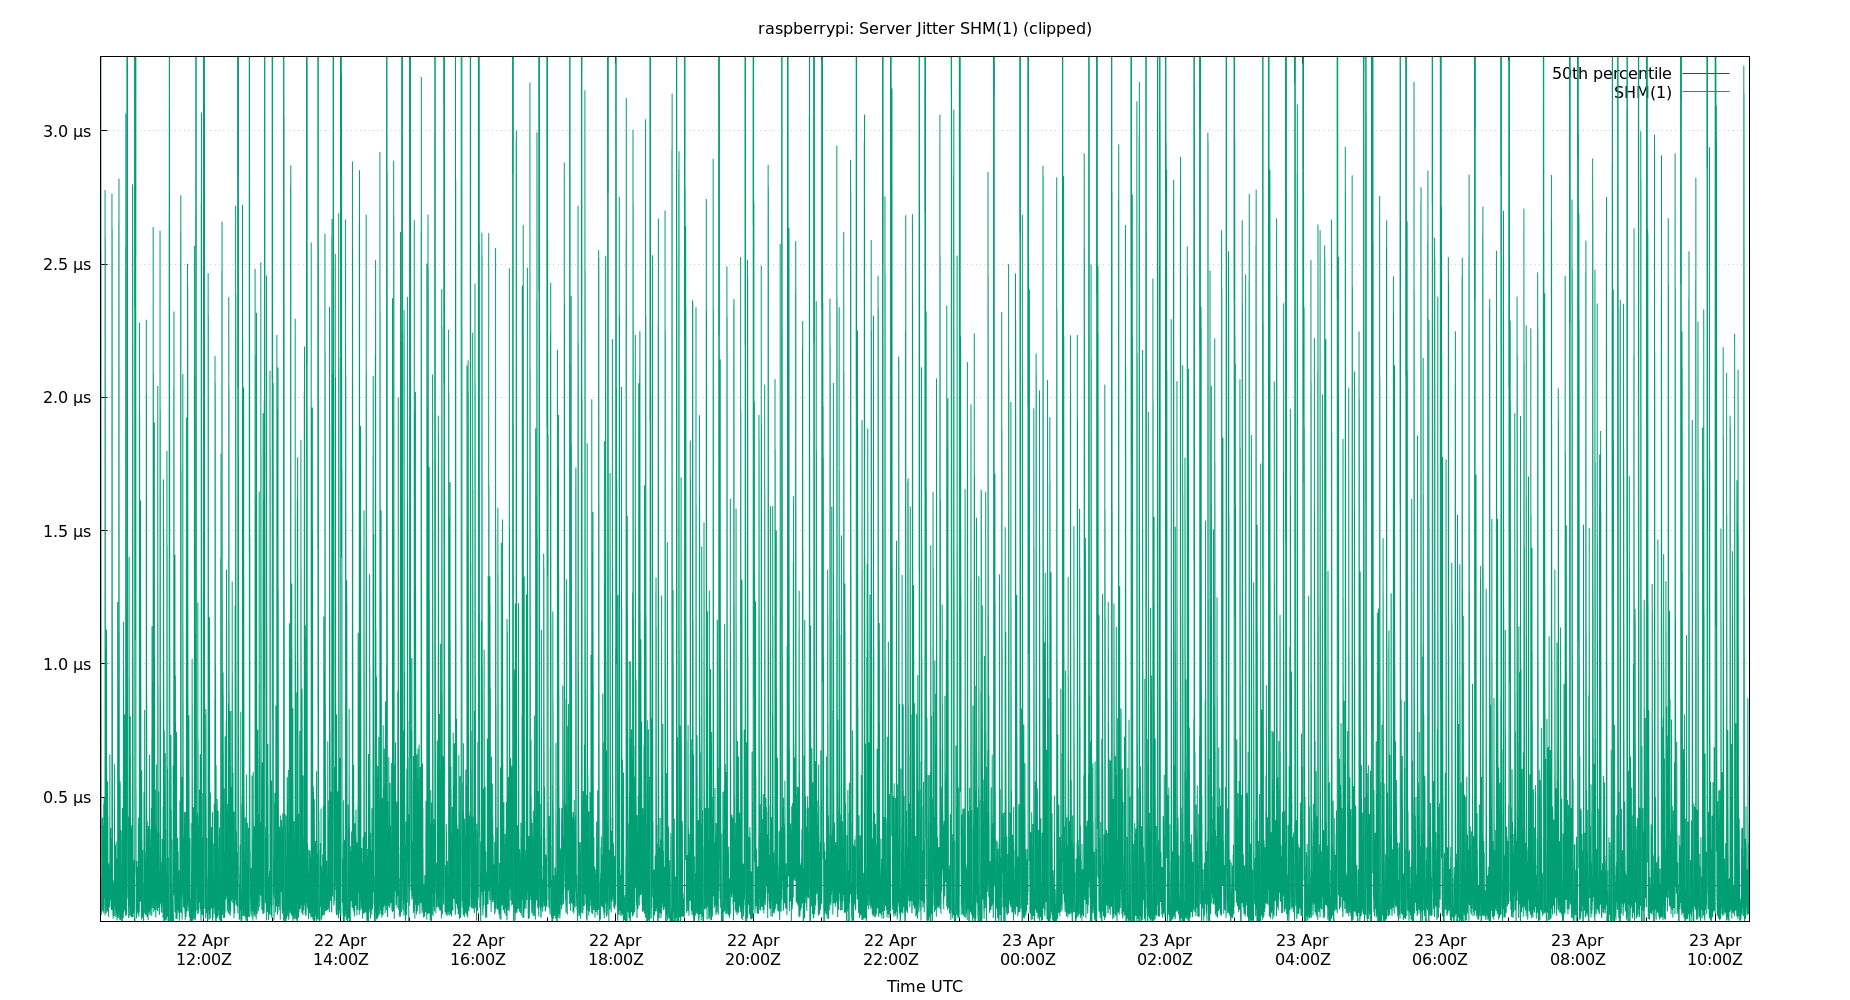 raspberrypi: Server Jitter SHM(1) (clipped)
50th percentile
SHM(1)
3.0 µs
2.5 µs
2.0 µs
1.5 µs
1.0 µs
0.5 µs
22 Apr 22 Apr 22 Apr 22 Apr 22 Apr 22 Apr 23 Apr 23 Apr 23 Apr 23 Apr 23 Apr 23 Apr
12:00Z 14:00Z 16:00Z 18:00Z 20:00Z 22:00Z 00:00Z 02:00Z 04:00Z 06:00Z 08:00Z 10:00Z
Time UTC